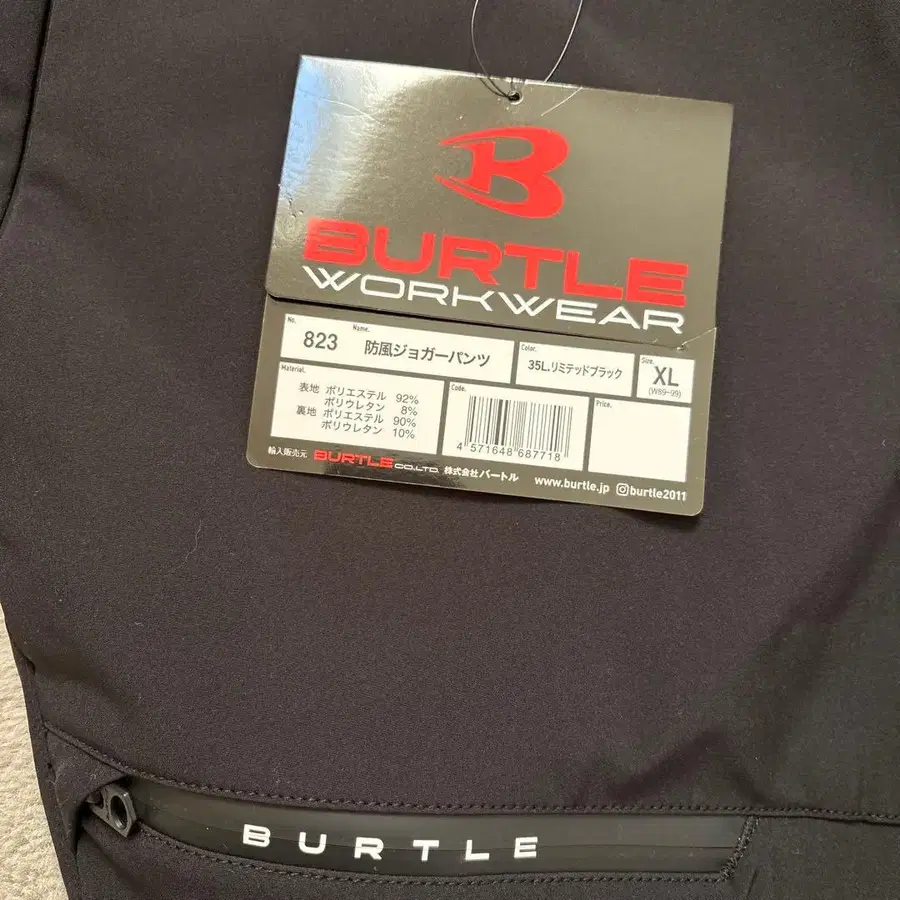 B
BURTLE
WORKWEAR
No.
823
Name.
防風ジョガーパンツ
Color.
35L.リミテッドブラック
Size.
XL
(W89~99)
Material.
表地 ポリエステル 92%
ポリウレタン 8%
裏地 ポリエステル 90%
ポリウレタン 10%
Code.
4 571648 687718
Price.
輸入販売元 BURTLE CO.LTD. 株式会社バートル www.burtle.jp burtle2011
BURTLE